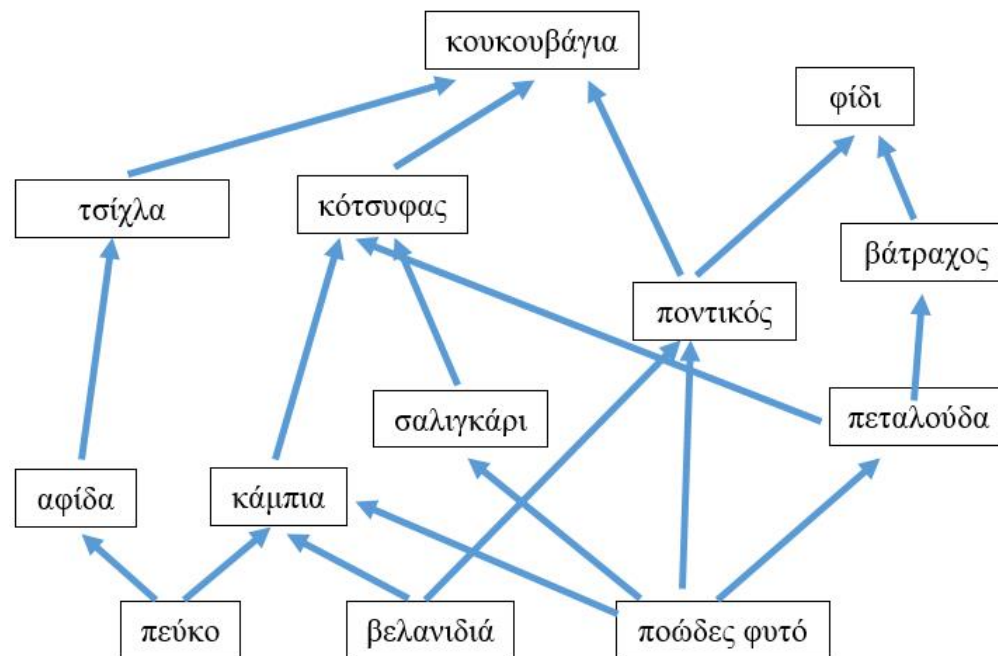 κουκουβάγια
φίδι
τσίχλα
κότσυφας
βάτραχος
ποντικός
σαλιγκάρι
πεταλούδα
αφίδα
κάμπια
πεύκο
βελανιδιά
ποώδες φυτό